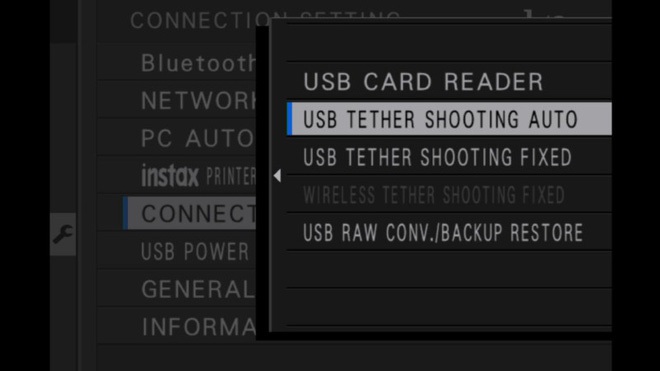 CONNECTION SETTING
Bluetooth
NETWORK
PC AUTO
instax PRINTER
CONNECT
USB POWER
GENERAL
INFORMA
USB CARD READER
USB TETHER SHOOTING AUTO
USB TETHER SHOOTING FIXED
WIRELESS TETHER SHOOTING FIXED
USB RAW CONV./BACKUP RESTORE